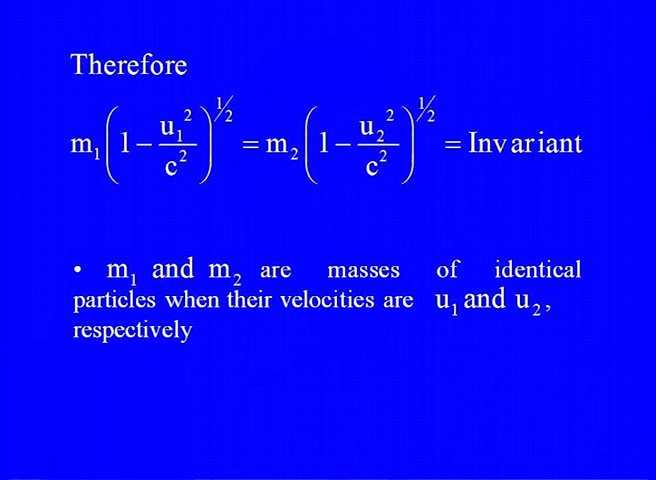 Therefore
m₁(1 − u₁²/c²)^½ = m₂(1 − u₂²/c²)^½ = Invariant
• m₁ and m₂ are masses of identical
particles when their velocities are u₁ and u₂,
respectively